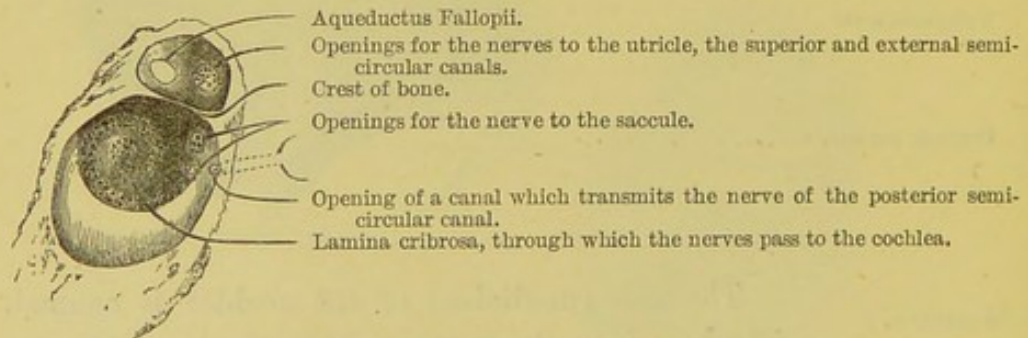 Aqueductus Fallopii.
Openings for the nerves to the utricle, the superior and external semi-
circular canals.
Crest of bone.
Openings for the nerve to the saccule.
Opening of a canal which transmits the nerve of the posterior semi-
circular canal.
Lamina cribrosa, through which the nerves pass to the cochlea.